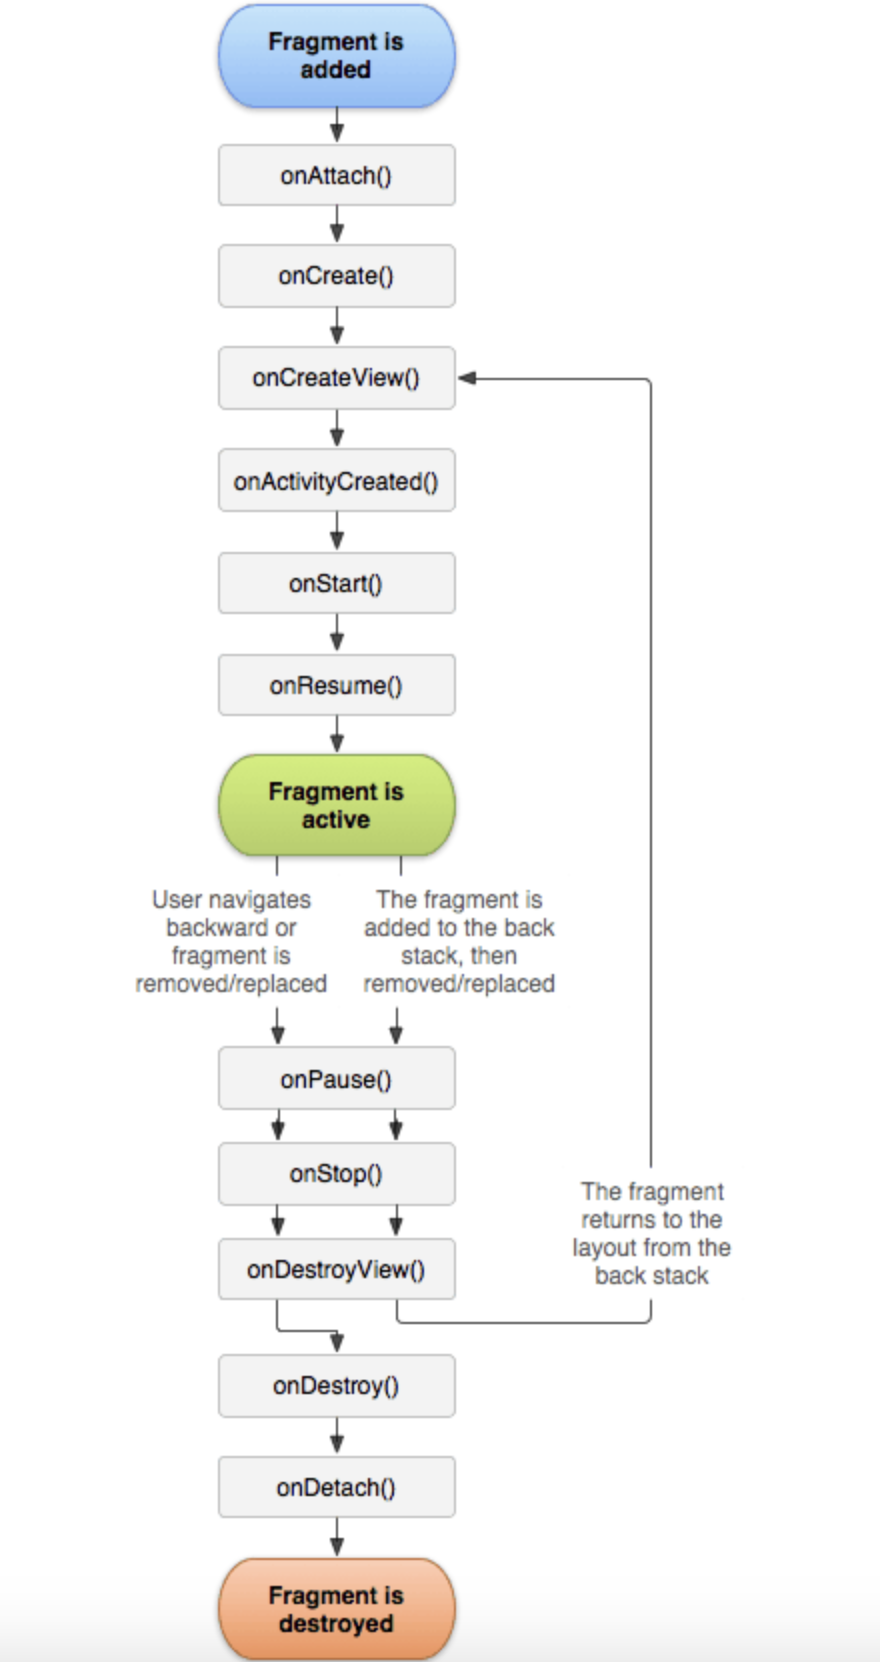 Fragment is
added
onAttach()
onCreate()
onCreateView()
onActivityCreated()
onStart()
onResume()
Fragment is
active
User navigates
backward or
fragment is
removed/replaced
The fragment is
added to the back
stack, then
removed/replaced
onPause()
onStop()
onDestroyView()
The fragment
returns to the
layout from the
back stack
onDestroy()
onDetach()
Fragment is
destroyed